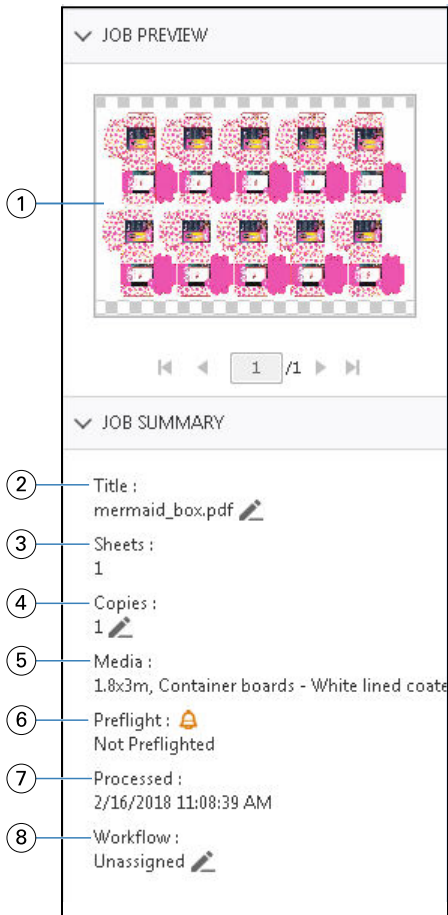 JOB PREVIEW
1
1 /1
JOB SUMMARY
2
Title :
mermaid_box.pdf
3
Sheets :
1
4
Copies :
1
5
Media :
1.8x3m, Container boards - White lined coate
6
Preflight :
Not Preflighted
7
Processed :
2/16/2018 11:08:39 AM
8
Workflow :
Unassigned